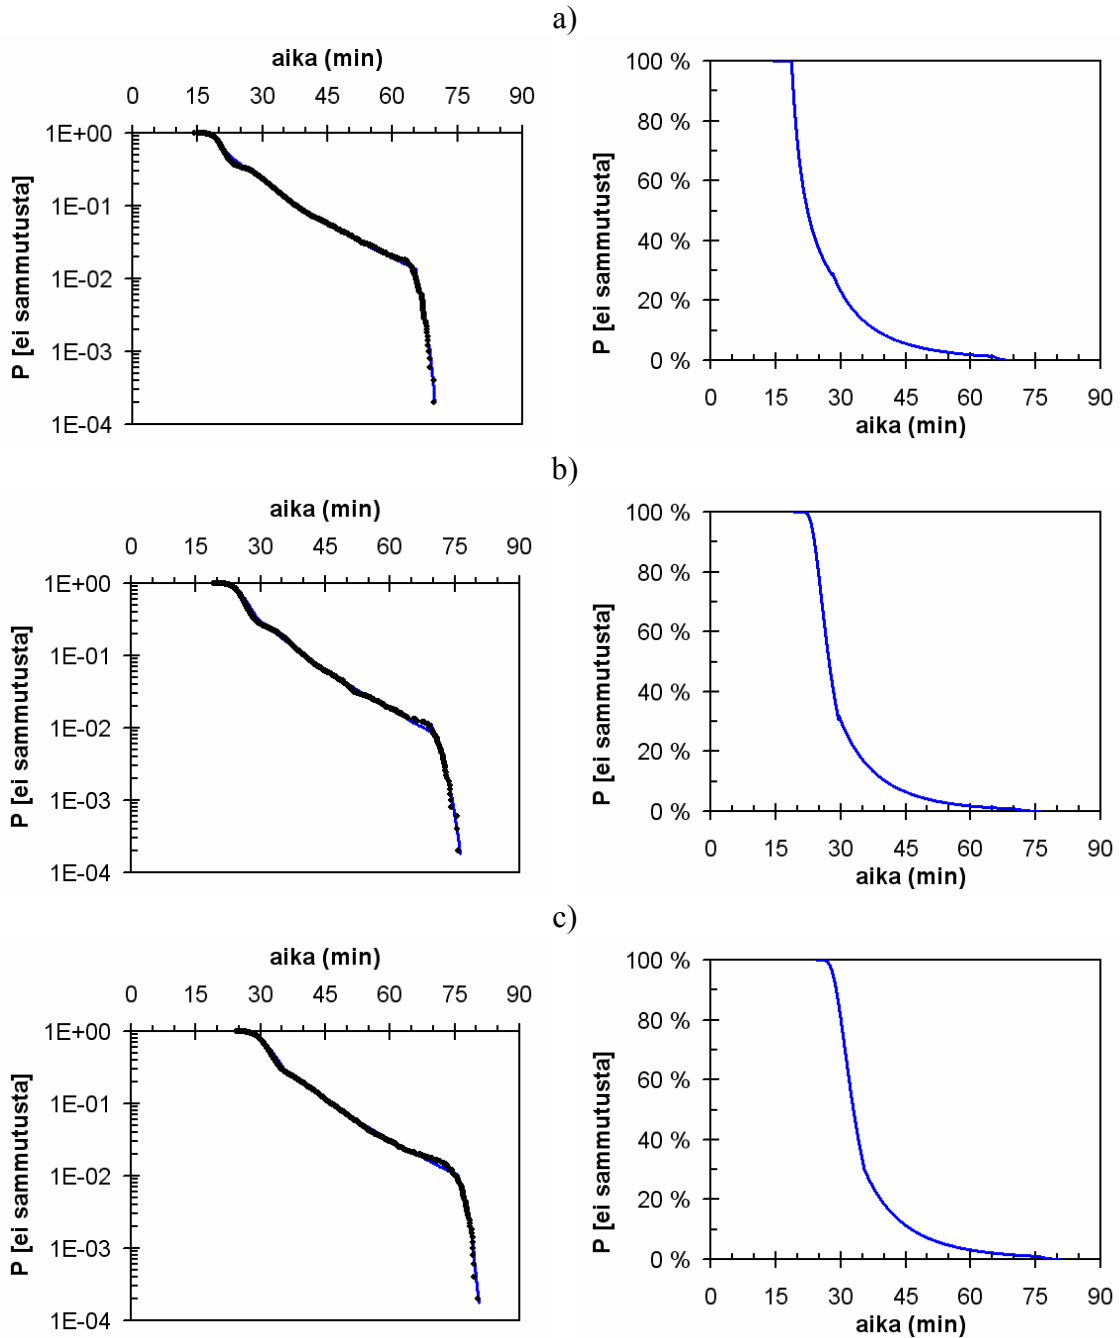 a)
aika (min)
0 15 30 45 60 75 90
1E+00
1E-01
1E-02
1E-03
1E-04
P [ei sammutusta]
100 %
80 %
60 %
40 %
20 %
0 %
P [ei sammutusta]
0 15 30 45 60 75 90
aika (min)
b)
aika (min)
0 15 30 45 60 75 90
1E+00
1E-01
1E-02
1E-03
1E-04
P [ei sammutusta]
100 %
80 %
60 %
40 %
20 %
0 %
P [ei sammutusta]
0 15 30 45 60 75 90
aika (min)
c)
aika (min)
0 15 30 45 60 75 90
1E+00
1E-01
1E-02
1E-03
1E-04
P [ei sammutusta]
100 %
80 %
60 %
40 %
20 %
0 %
P [ei sammutusta]
0 15 30 45 60 75 90
aika (min)